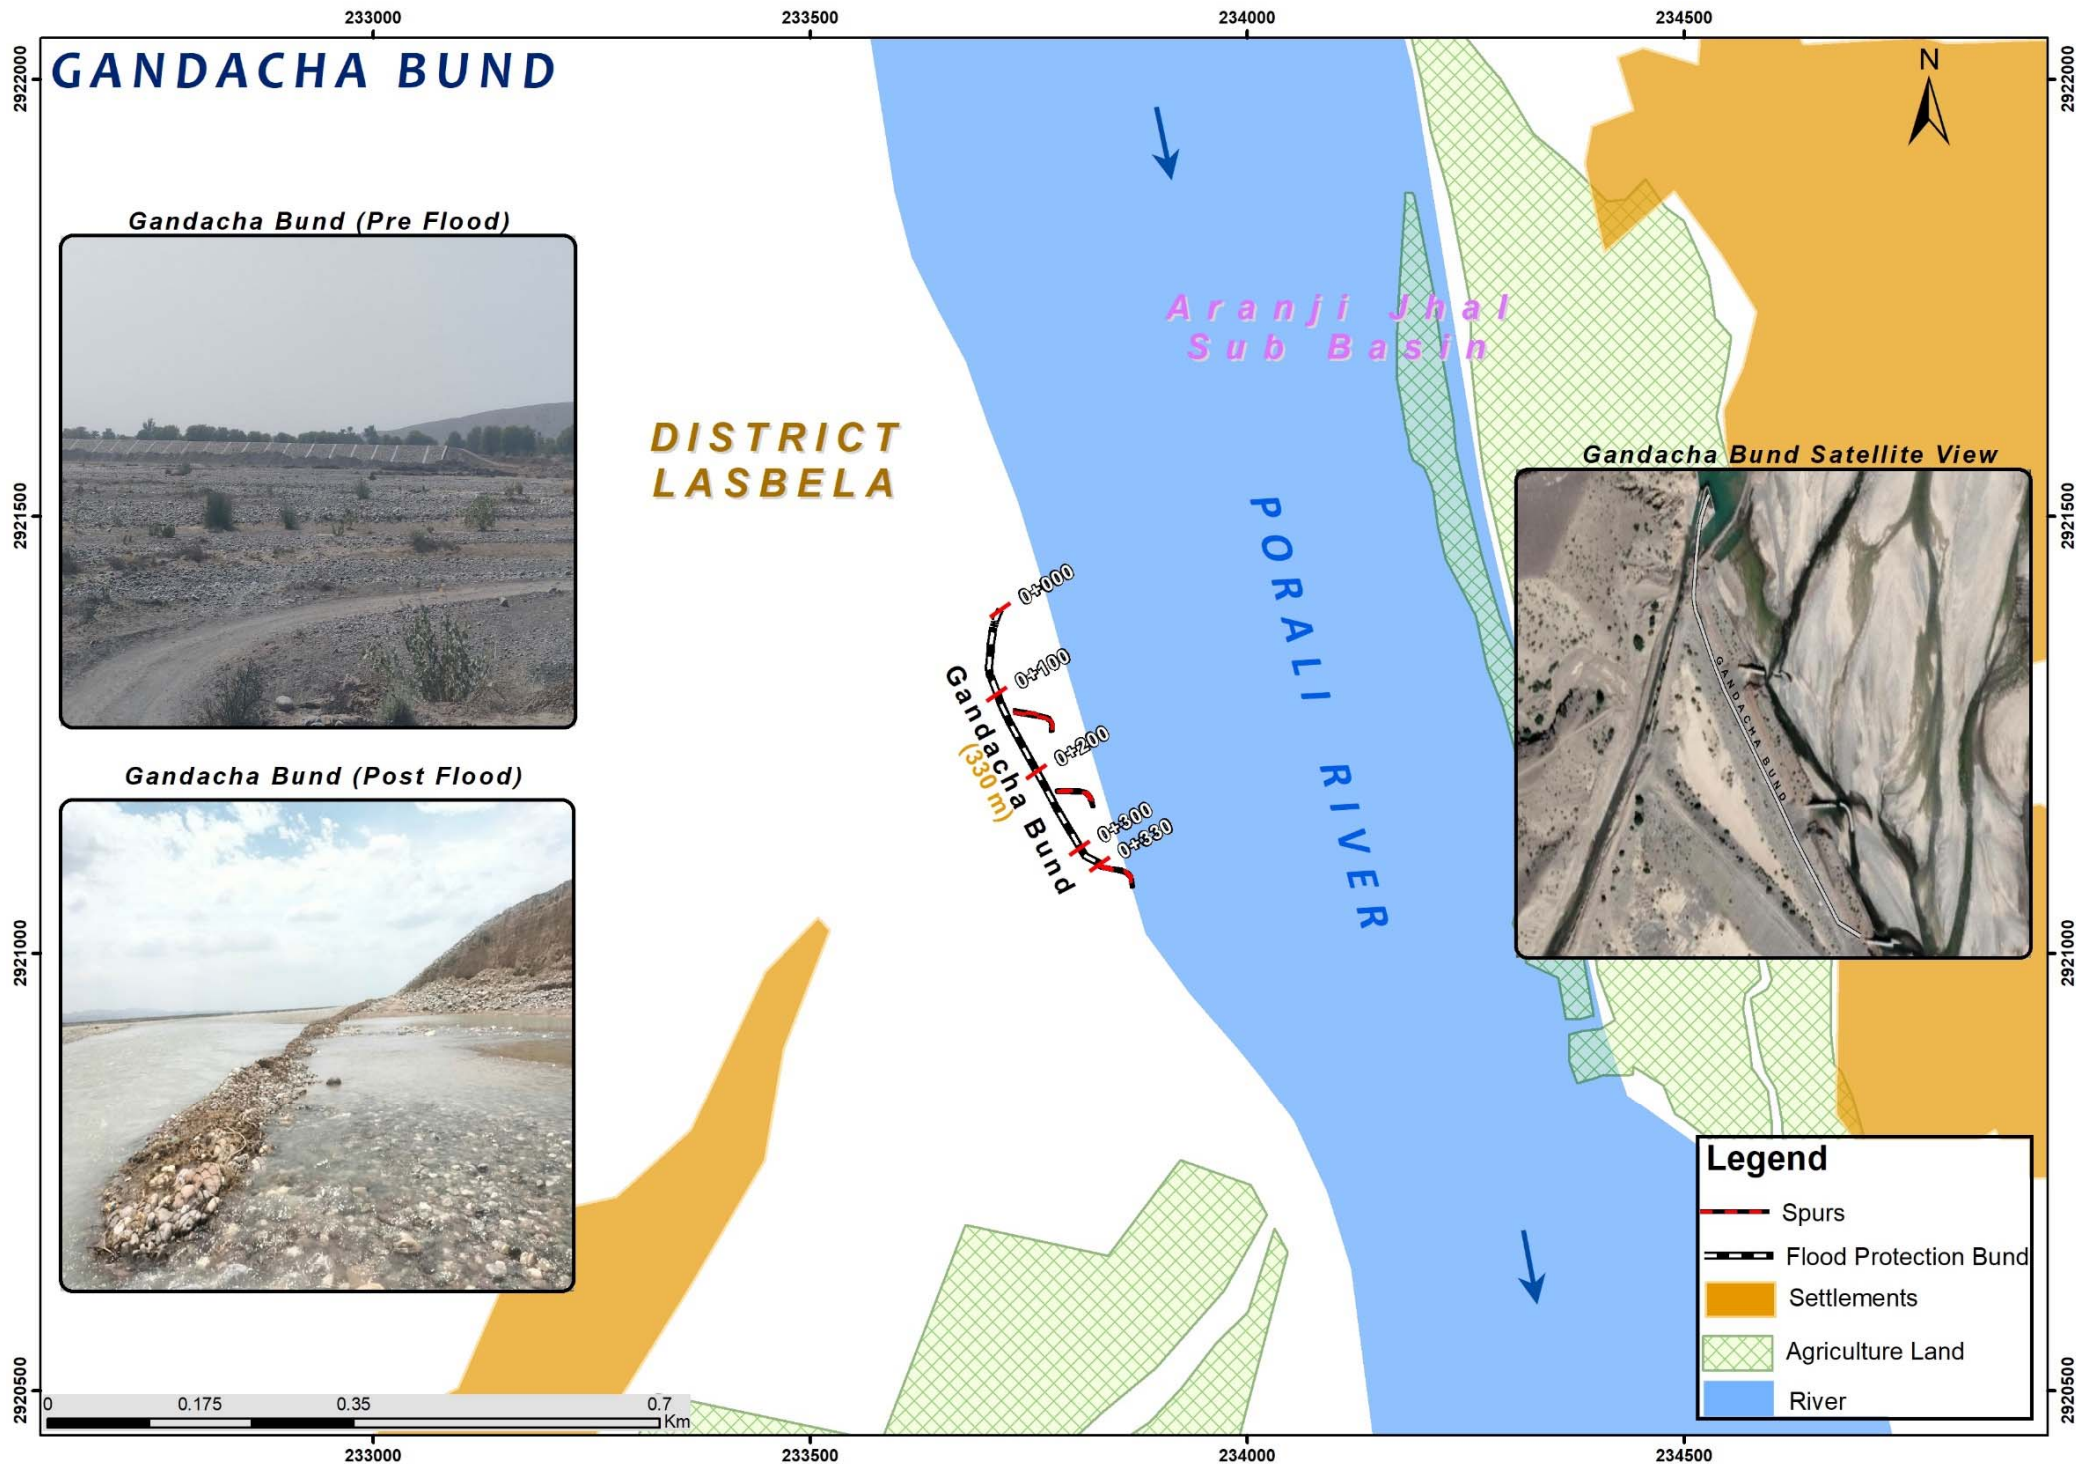 233000
233500
234000
234500
2922000
2922000
GANDACHA BUND
N
Gandacha Bund (Pre Flood)
Aranji Jhal
Sub Basin
DISTRICT
LASBELA
Gandacha Bund Satellite View
2921500
2921500
PORALI RIVER
0+000
0+100
0+200
0+300
0+330
Gandacha Bund
(330 m)
GANDACHA BUND
Gandacha Bund (Post Flood)
2921000
2921000
Legend
Spurs
Flood Protection Bund
Settlements
Agriculture Land
River
2920500
2920500
0 0.175 0.35 0.7
Km
233000
233500
234000
234500